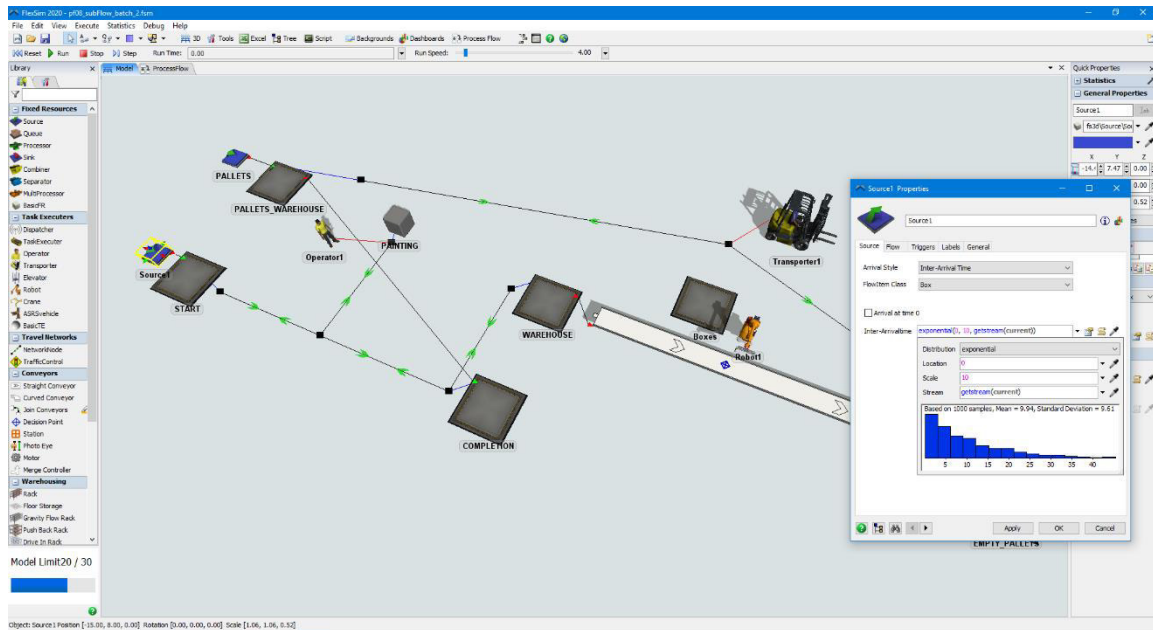 FlexSim 2020 - pf08_subFlow_batch_2.fsm
File Edit View Execute Statistics Debug Help
3D Tools Excel Tree Script Backgrounds Dashboards Process Flow
Reset Run Stop Step Run Time: 0.00 Run Speed: 4.00
Library
Model ProcessFlow
Quick Properties
Statistics
General Properties
Source1
X Y Z
7.47 0.00
0.00
0.52
Fixed Resources
Source
Queue
Processor
Sink
Combiner
Separator
MultiProcessor
BasicFR
Task Executers
Dispatcher
TaskExecuter
Operator
Transporter
Elevator
Robot
Crane
ASRSvehicle
BasicTE
Travel Networks
NetworkNode
TrafficControl
Conveyors
Straight Conveyor
Curved Conveyor
Join Conveyors
Decision Point
Station
Photo Eye
Motor
Merge Controller
Warehousing
Rack
Floor Storage
Gravity Flow Rack
Push Back Rack
Drive In Rack
Model Limit20 / 30
PALLETS
PALLETS_WAREHOUSE
PAINTING
Operator1
Transporter1
Source1
START
WAREHOUSE
Boxes
Robot1
COMPLETION
EMPTY_PALLETS
Source1 Properties
Source1
Source Flow Triggers Labels General
Arrival Style Inter-Arrival Time
FlowItem Class Box
Arrival at time 0
Inter-Arrivaltime exponential(0, 10, getstream(current))
Distribution exponential
Location 0
Scale 10
Stream getstream(current)
Based on 1000 samples, Mean = 9.94, Standard Deviation = 9.61
5 10 15 20 25 30 35 40
Apply OK Cancel
Object: Source1 Position [-15.00, 8.00, 0.00] Rotation [0.00, 0.00, 0.00] Scale [1.06, 1.06, 0.52]